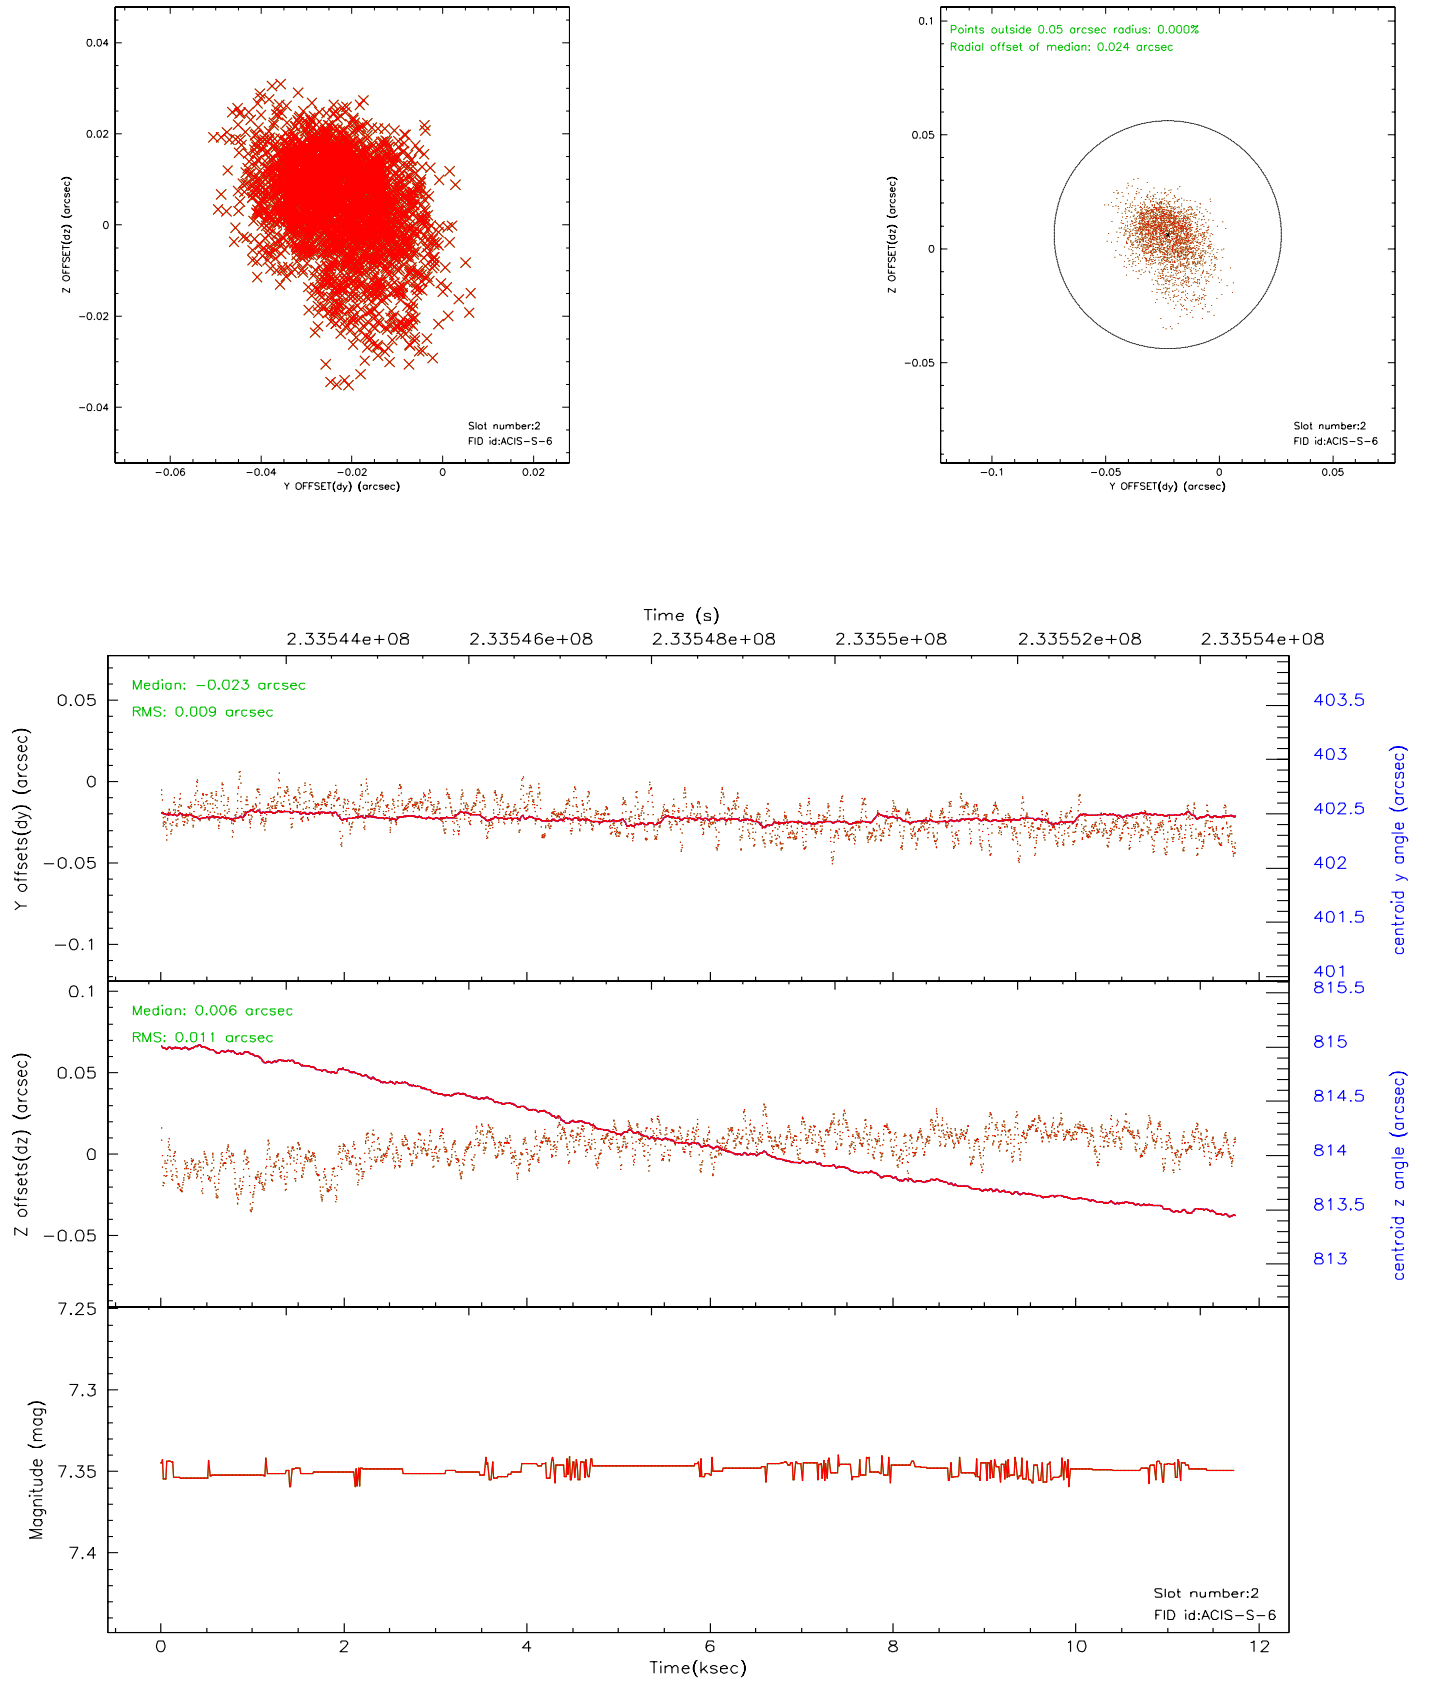 0.04
0.02
0
−0.02
−0.04
Z OFFSET(dz) (arcsec)
Slot number:2
FID id:ACIS−S−6
−0.06
−0.04
−0.02
0
0.02
Y OFFSET(dy) (arcsec)
Points outside 0.05 arcsec radius: 0.000%
Radial offset of median: 0.024 arcsec
0.1
0.05
0
−0.05
Z OFFSET(dz) (arcsec)
Slot number:2
FID id:ACIS−S−6
−0.1
−0.05
0
0.05
Y OFFSET(dy) (arcsec)
Time (s)
2.33544e+08
2.33546e+08
2.33548e+08
2.3355e+08
2.33552e+08
2.33554e+08
Median: −0.023 arcsec
RMS: 0.009 arcsec
0.05
0
−0.05
−0.1
Y offsets(dy) (arcsec)
403.5
403
402.5
402
401.5
401
centroid y angle (arcsec)
Median: 0.006 arcsec
RMS: 0.011 arcsec
0.1
0.05
0
−0.05
Z offsets(dz) (arcsec)
815.5
815
814.5
814
813.5
813
centroid z angle (arcsec)
7.25
7.3
7.35
7.4
Magnitude (mag)
Slot number:2
FID id:ACIS−S−6
0
2
4
6
8
10
12
Time(ksec)